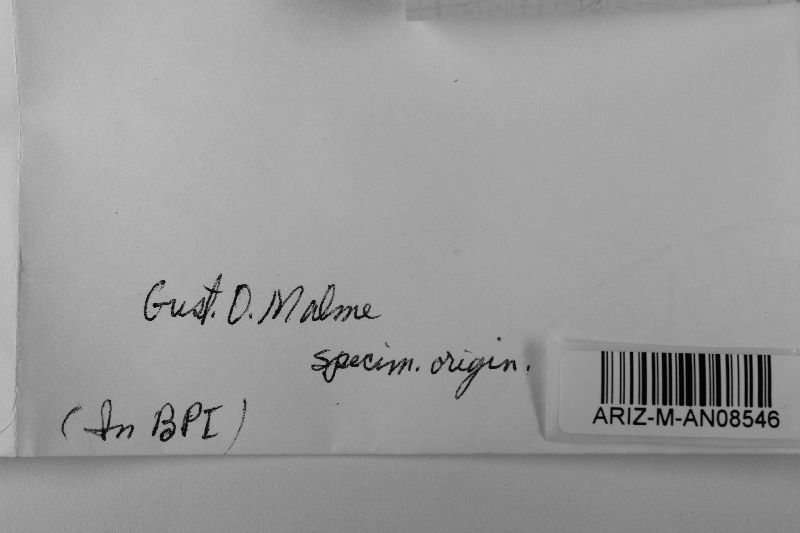 Gust. O. Malme
specim. origin.
(In BPI)
ARIZ-M-AN08546